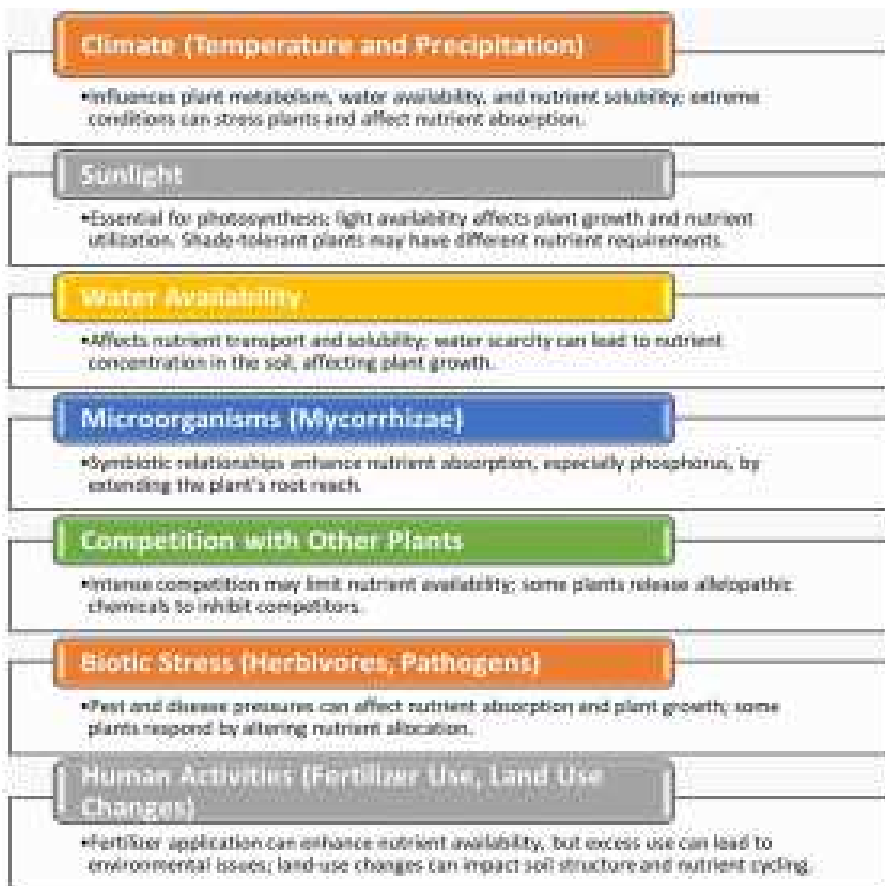 Climate (Temperature and Precipitation)
•Influences plant metabolism, water availability, and nutrient solubility; extreme
conditions can stress plants and affect nutrient absorption.
Sunlight
•Essential for photosynthesis; light availability affects plant growth and nutrient
utilization. Shade-tolerant plants may have different nutrient requirements.
Water Availability
•Affects nutrient transport and solubility; water scarcity can lead to nutrient
concentration in the soil, affecting plant growth.
Microorganisms (Mycorrhizae)
•Symbiotic relationships enhance nutrient absorption, especially phosphorus, by
extending the plant's root reach.
Competition with Other Plants
•Intense competition may limit nutrient availability; some plants release allelopathic
chemicals to inhibit competitors.
Biotic Stress (Herbivores, Pathogens)
•Pest and disease pressures can affect nutrient absorption and plant growth; some
plants respond by altering nutrient allocation.
Human Activities (Fertilizer Use, Land Use
Changes)
•Fertilizer application can enhance nutrient availability, but excess use can lead to
environmental issues; land-use changes can impact soil structure and nutrient cycling.